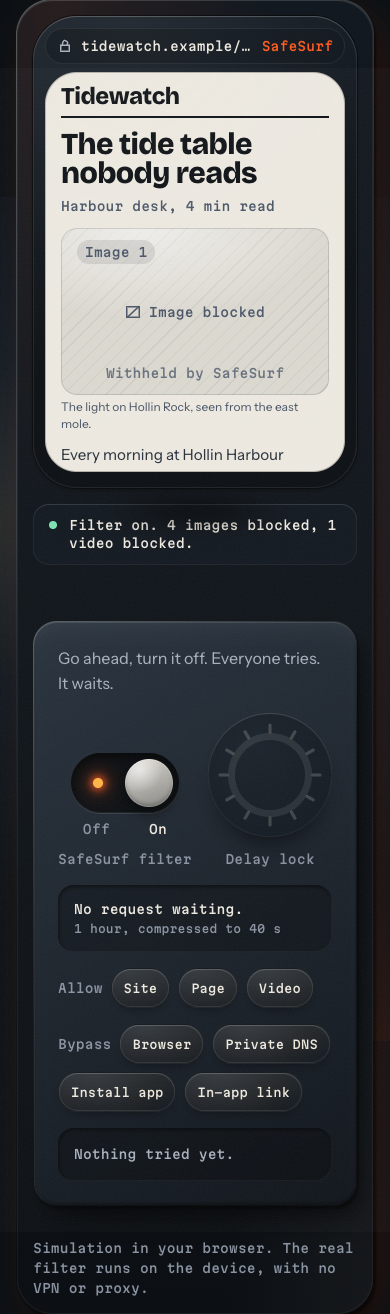 tidewatch.example/… SafeSurf
Tidewatch
The tide table
nobody reads
Harbour desk, 4 min read
Image 1
Image blocked
Withheld by SafeSurf
The light on Hollin Rock, seen from the east
mole.
Every morning at Hollin Harbour
Filter on. 4 images blocked, 1
video blocked.
Go ahead, turn it off. Everyone tries.
It waits.
Off On
SafeSurf filter Delay lock
No request waiting.
1 hour, compressed to 40 s
Allow Site Page Video
Bypass Browser Private DNS
Install app In-app link
Nothing tried yet.
Simulation in your browser. The real
filter runs on the device, with no
VPN or proxy.